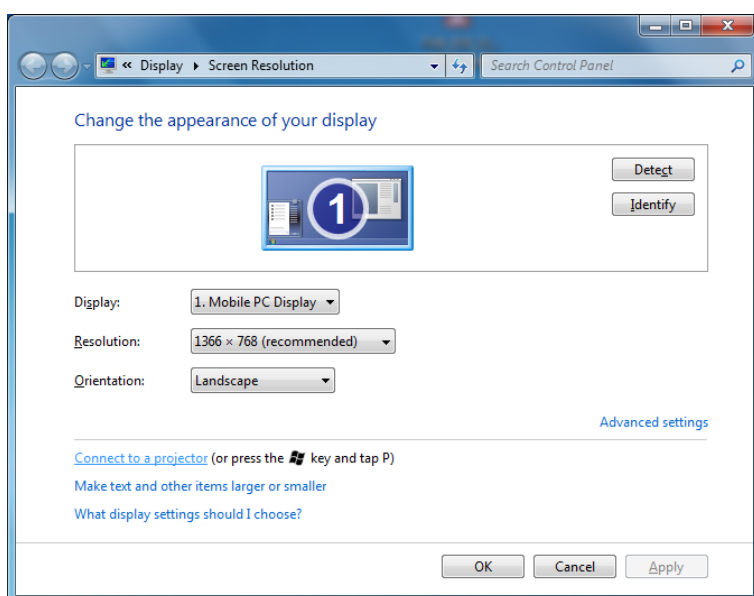 « Display ▸ Screen Resolution Search Control Panel
Change the appearance of your display
1
Detect
Identify
Display: 1. Mobile PC Display
Resolution: 1366 × 768 (recommended)
Orientation: Landscape
Advanced settings
Connect to a projector (or press the key and tap P)
Make text and other items larger or smaller
What display settings should I choose?
OK Cancel Apply